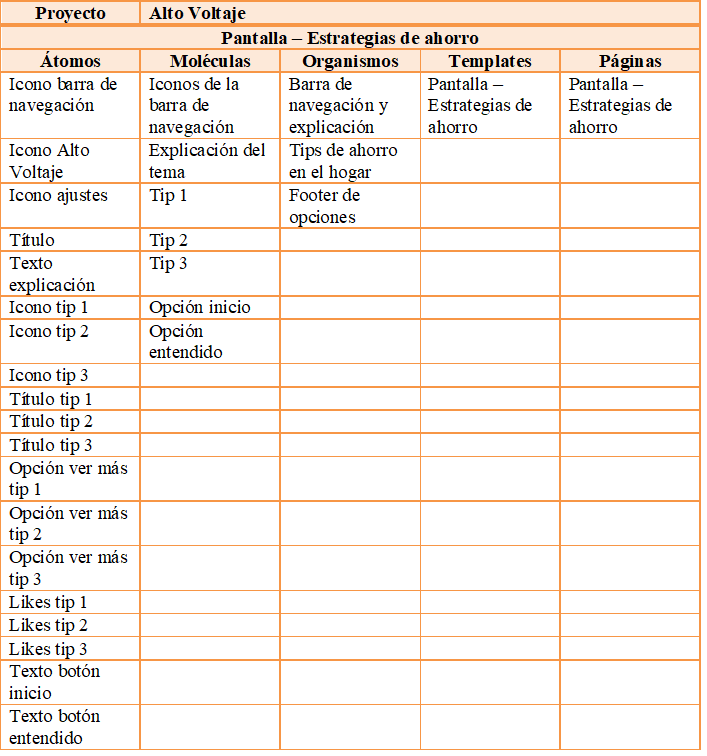 Proyecto Alto Voltaje
Pantalla – Estrategias de ahorro
Átomos Moléculas Organismos Templates Páginas
Icono barra de Iconos de la Barra de Pantalla – Pantalla –
navegación barra de navegación y Estrategias de Estrategias de
navegación explicación ahorro ahorro
Icono Alto Explicación del Tips de ahorro
Voltaje tema en el hogar
Icono ajustes Tip 1 Footer de
opciones
Título Tip 2
Texto Tip 3
explicación
Icono tip 1 Opción inicio
Icono tip 2 Opción
entendido
Icono tip 3
Título tip 1
Título tip 2
Título tip 3
Opción ver más
tip 1
Opción ver más
tip 2
Opción ver más
tip 3
Likes tip 1
Likes tip 2
Likes tip 3
Texto botón
inicio
Texto botón
entendido